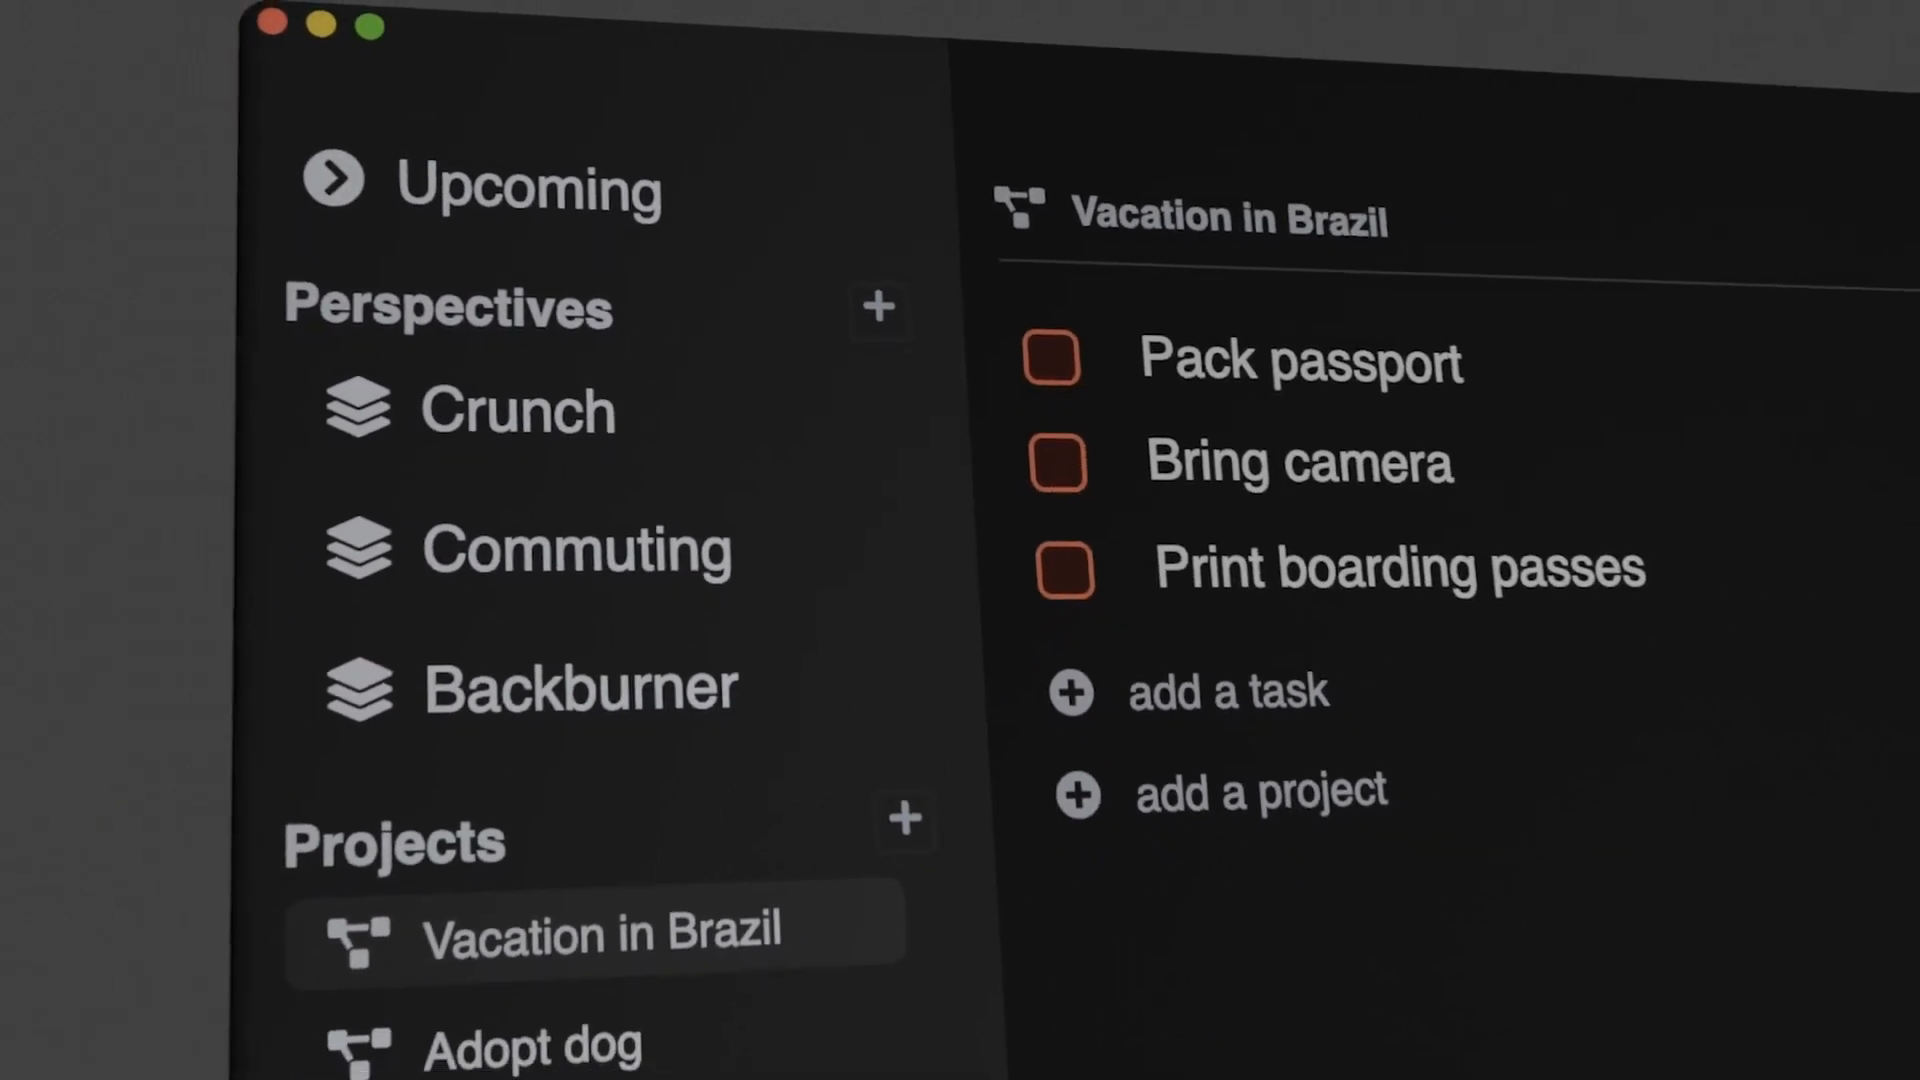 Upcoming
Perspectives
Crunch
Commuting
Backburner
Projects
Vacation in Brazil
Adopt dog
Vacation in Brazil
Pack passport
Bring camera
Print boarding passes
add a task
add a project